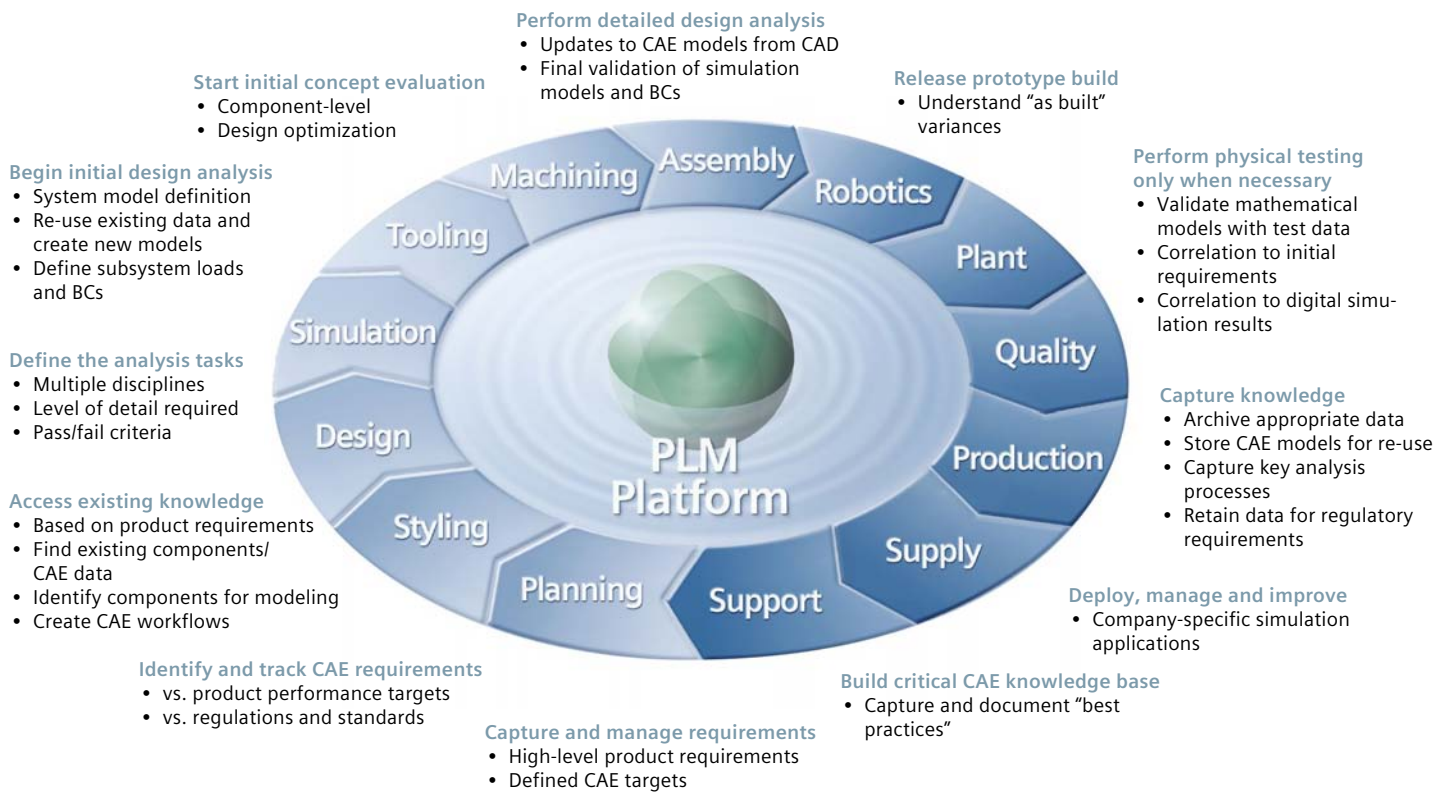 Perform detailed design analysis
• Updates to CAE models from CAD
• Final validation of simulation
models and BCs
Start initial concept evaluation
• Component-level
• Design optimization
Release prototype build
• Understand “as built”
variances
Begin initial design analysis
• System model definition
• Re-use existing data and
create new models
• Define subsystem loads
and BCs
Perform physical testing
only when necessary
• Validate mathematical
models with test data
• Correlation to initial
requirements
• Correlation to digital simu-
lation results
Define the analysis tasks
• Multiple disciplines
• Level of detail required
• Pass/fail criteria
Capture knowledge
• Archive appropriate data
• Store CAE models for re-use
• Capture key analysis
processes
• Retain data for regulatory
requirements
Access existing knowledge
• Based on product requirements
• Find existing components/
CAE data
• Identify components for modeling
• Create CAE workflows
Deploy, manage and improve
• Company-specific simulation
applications
Identify and track CAE requirements
• vs. product performance targets
• vs. regulations and standards
Build critical CAE knowledge base
• Capture and document “best
practices”
Capture and manage requirements
• High-level product requirements
• Defined CAE targets
Machining
Assembly
Robotics
Tooling
Plant
Simulation
Quality
Design
Production
Styling
Supply
Planning
Support
PLM
Platform